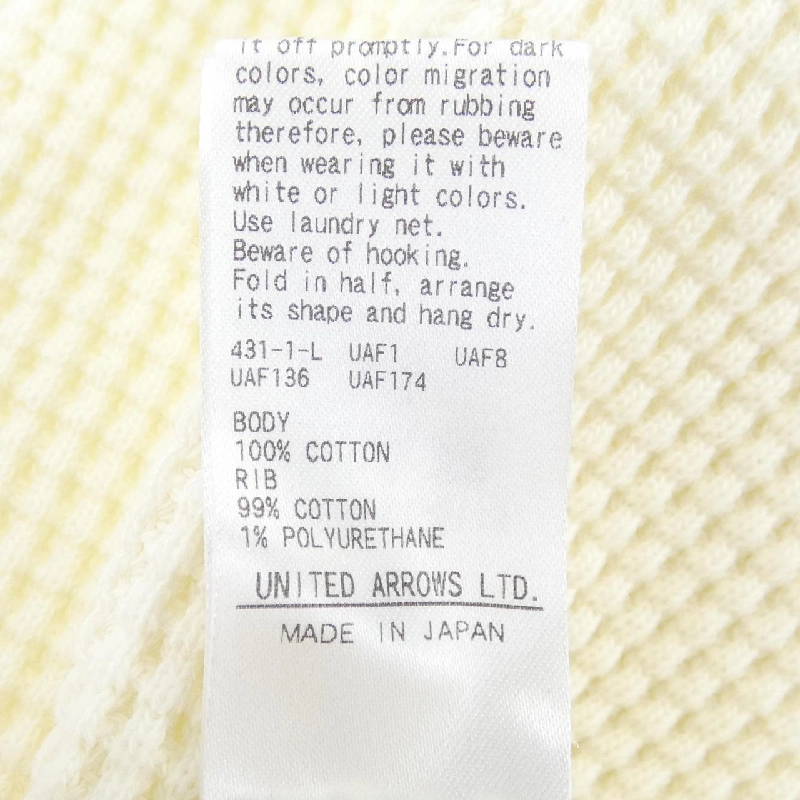 it off promptly.For dark
colors, color migration
may occur from rubbing
therefore, please beware
when wearing it with
white or light colors.
Use laundry net.
Beware of hooking.
Fold in half, arrange
its shape and hang dry.
431-1-L UAF1 UAF8
UAF136 UAF174
BODY
100% COTTON
RIB
99% COTTON
1% POLYURETHANE
UNITED ARROWS LTD.
MADE IN JAPAN